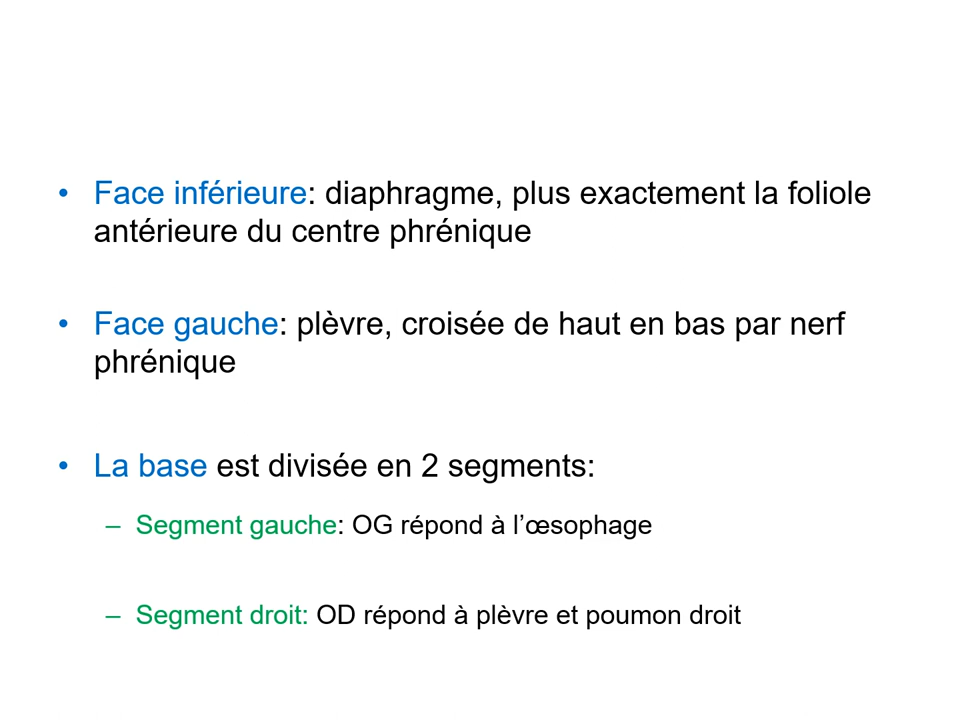 • Face inférieure: diaphragme, plus exactement la foliole
antérieure du centre phrénique
• Face gauche: plèvre, croisée de haut en bas par nerf
phrénique
• La base est divisée en 2 segments:
– Segment gauche: OG répond à l’œsophage
– Segment droit: OD répond à plèvre et poumon droit